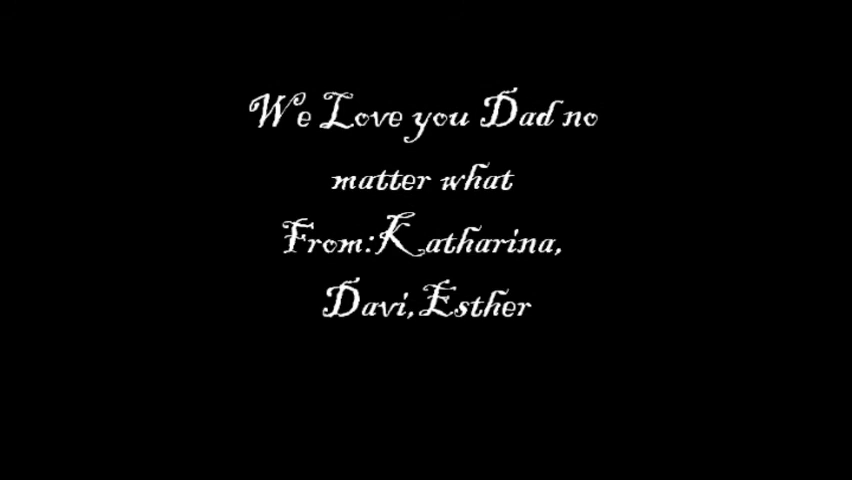 We Love you Dad no
matter what
From:Katharina,
Davi,Esther